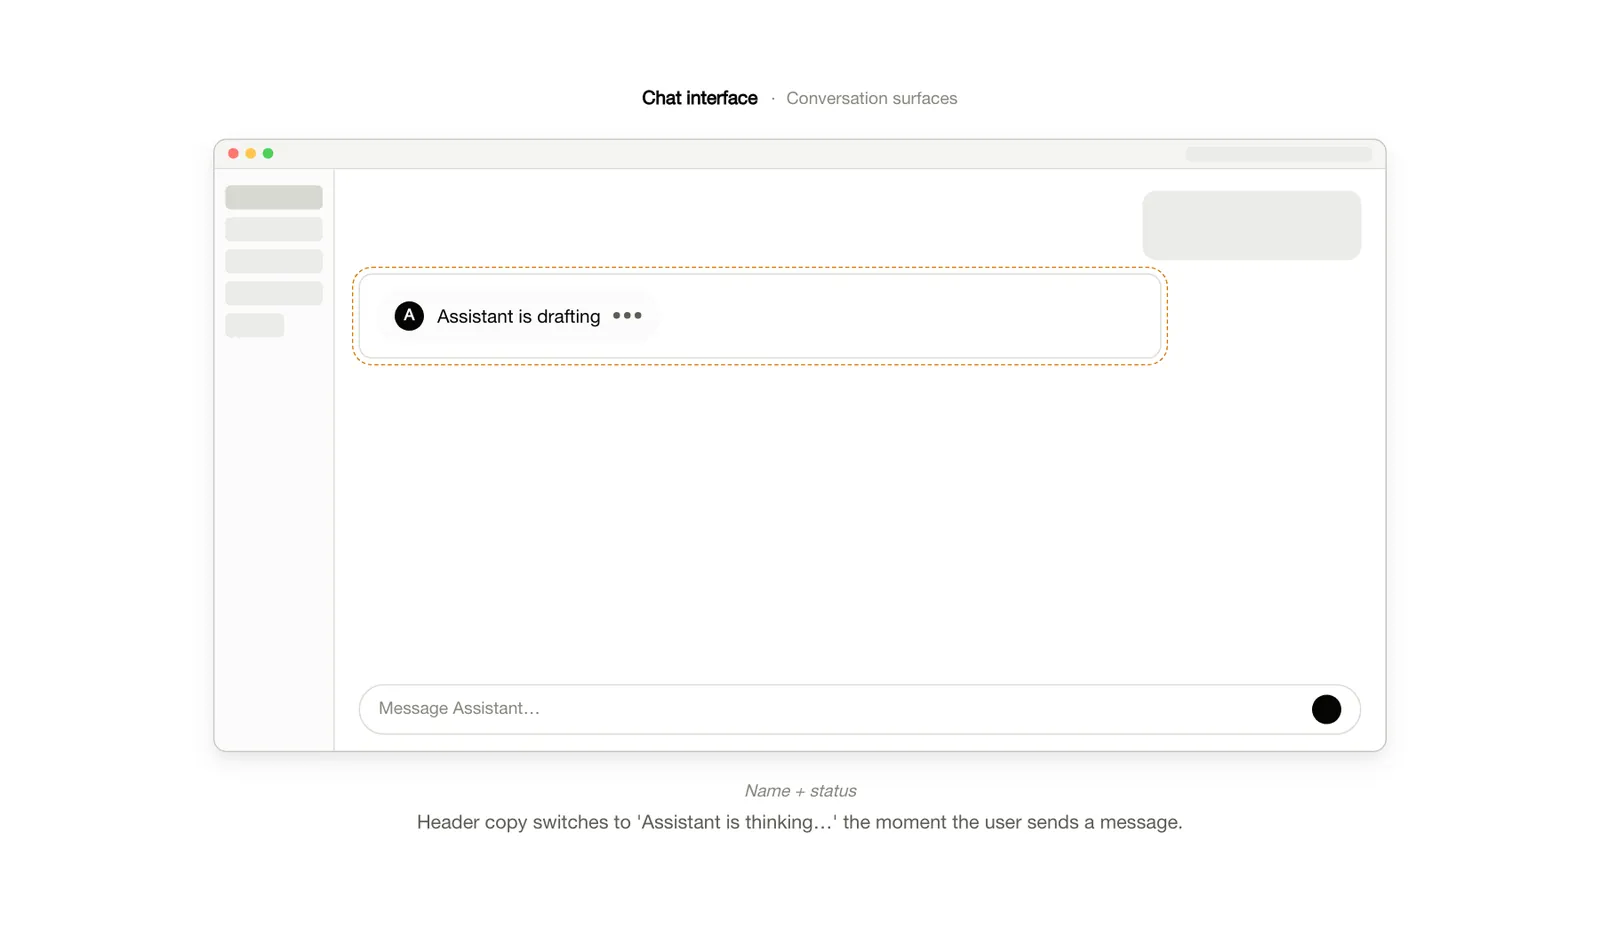 Chat interface · Conversation surfaces
A Assistant is drafting •••
Message Assistant…
Name + status
Header copy switches to 'Assistant is thinking…' the moment the user sends a message.